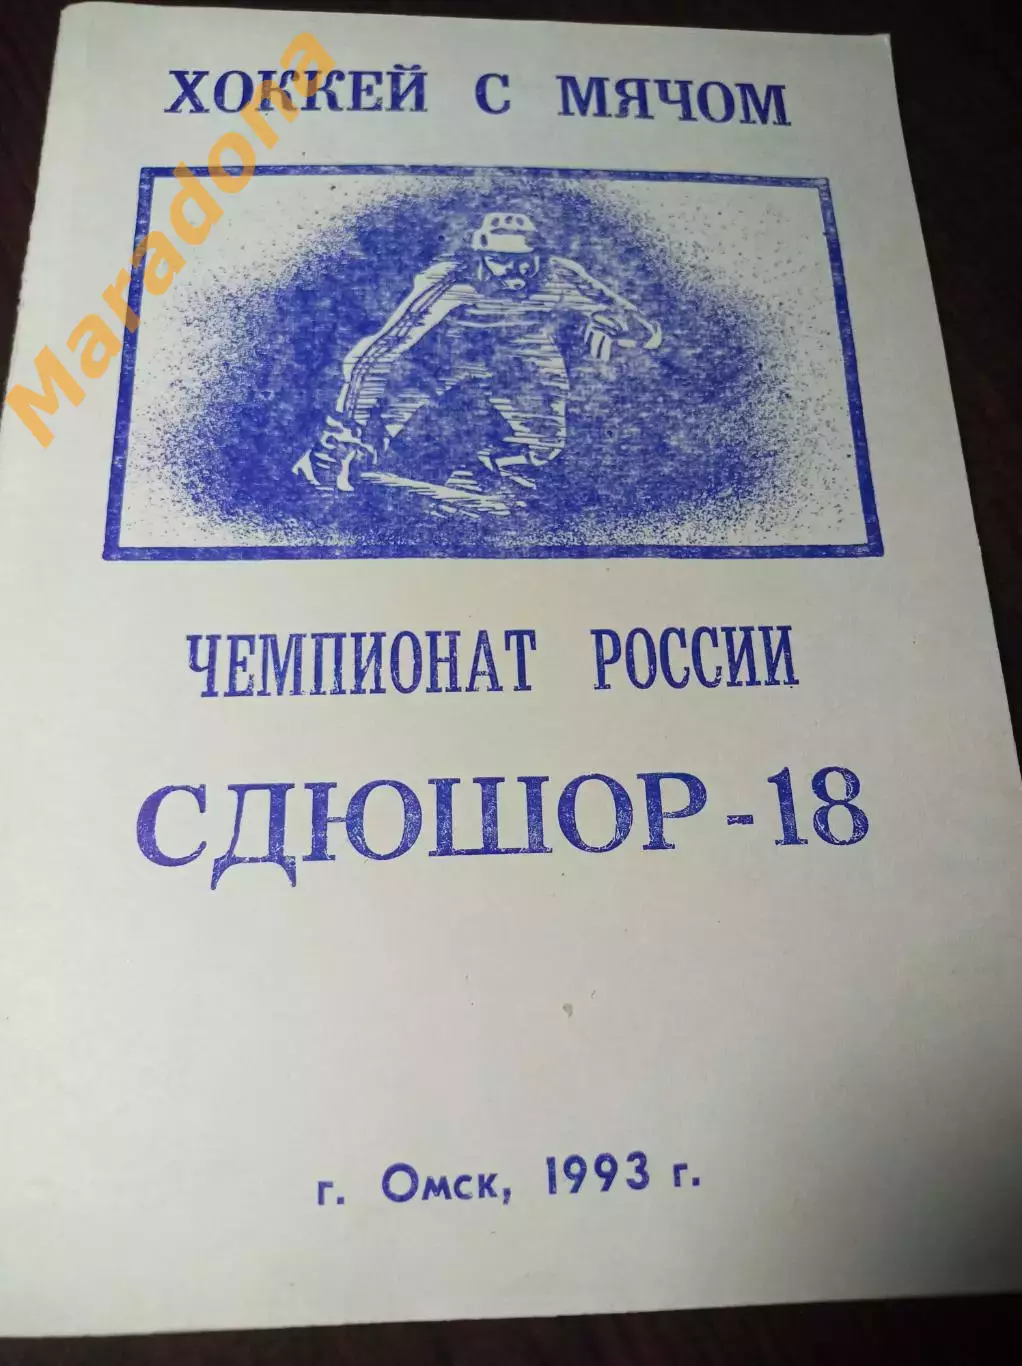 ХОККЕЙ С МЯЧОМ
Maradona
ЧЕМПИОНАТ РОССИИ
СДЮШОР-18
г. Омск, 1993 г.